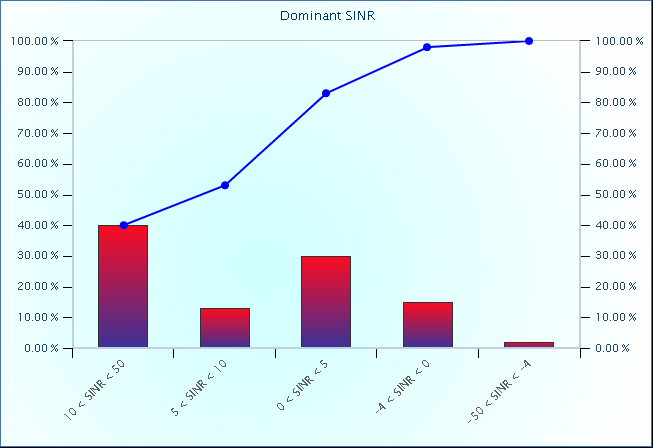 Dominant SINR
100.00 % 100.00 %
90.00 % 90.00 %
80.00 % 80.00 %
70.00 % 70.00 %
60.00 % 60.00 %
50.00 % 50.00 %
40.00 % 40.00 %
30.00 % 30.00 %
20.00 % 20.00 %
10.00 % 10.00 %
0.00 % 0.00 %
10 < SINR < 50
5 < SINR < 10
0 < SINR < 5
-4 < SINR < 0
-50 < SINR < -4